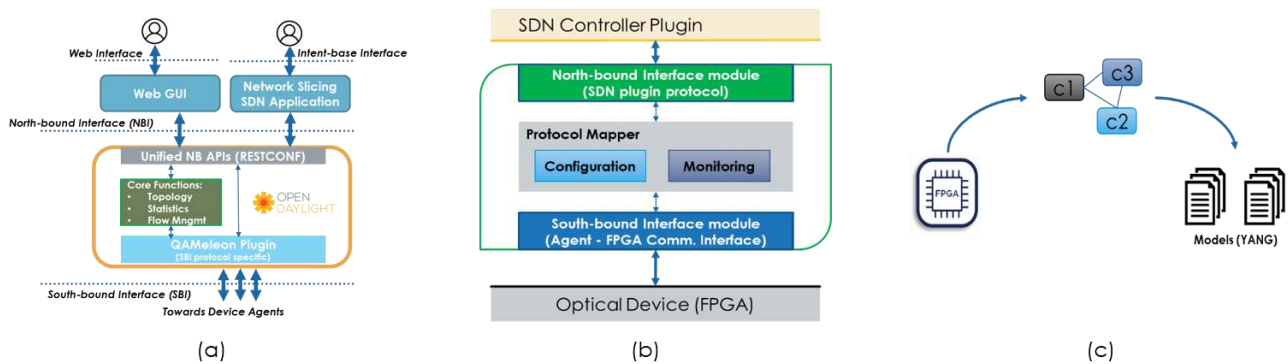 Web Interface
Intent-base Interface
Web GUI
Network Slicing
SDN Application
North-bound Interface (NBI)
Unified NB APIs (RESTCONF)
Core Functions:
• Topology
• Statistics
• Flow Mngmt
OPEN
DAYLIGHT
QAMeleon Plugin
(SBI protocol specific)
South-bound Interface (SBI)
Towards Device Agents
(a)
SDN Controller Plugin
North-bound Interface module
(SDN plugin protocol)
Protocol Mapper
Configuration
Monitoring
South-bound Interface module
(Agent - FPGA Comm. Interface)
Optical Device (FPGA)
(b)
c1
c3
c2
FPGA
Models (YANG)
(c)